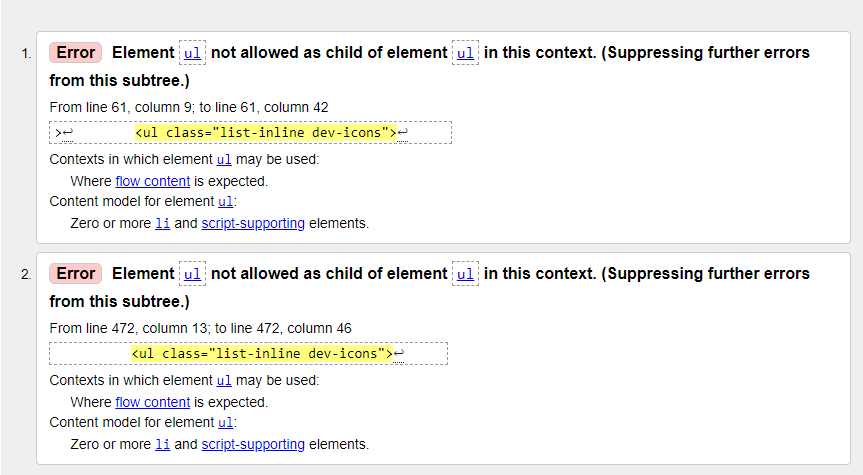 1. Error Element ul not allowed as child of element ul in this context. (Suppressing further errors
from this subtree.)
From line 61, column 9; to line 61, column 42
>↩ <ul class="list-inline dev-icons">↩
Contexts in which element ul may be used:
Where flow content is expected.
Content model for element ul:
Zero or more li and script-supporting elements.
2. Error Element ul not allowed as child of element ul in this context. (Suppressing further errors
from this subtree.)
From line 472, column 13; to line 472, column 46
<ul class="list-inline dev-icons">↩
Contexts in which element ul may be used:
Where flow content is expected.
Content model for element ul:
Zero or more li and script-supporting elements.